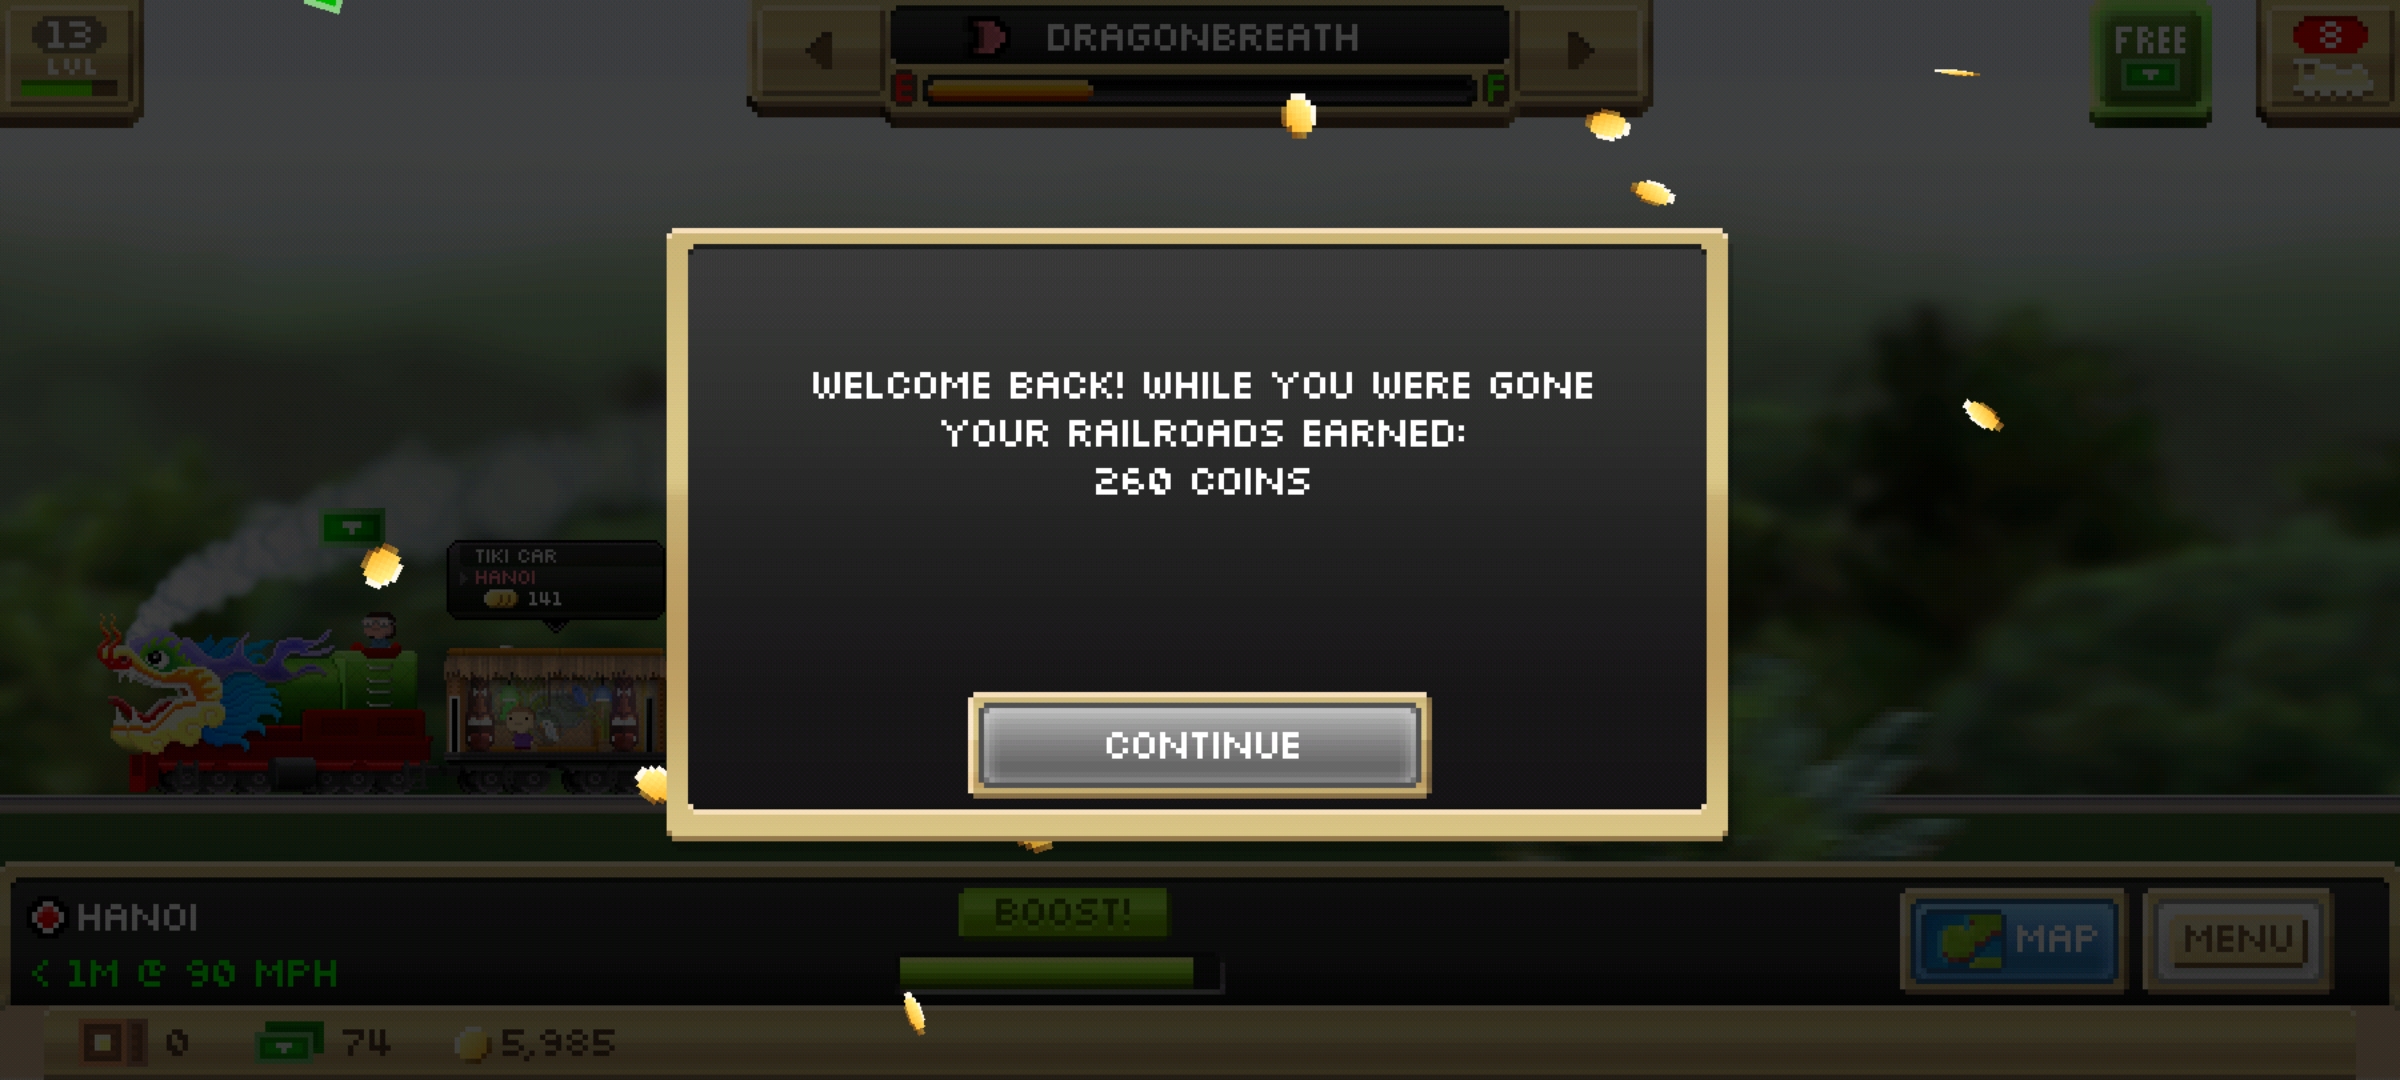 13
LVL
DRAGONBREATH
E
F
FREE
8
WELCOME BACK! WHILE YOU WERE GONE
YOUR RAILROADS EARNED:
260 COINS
TIKI CAR
HANOI
141
CONTINUE
HANOI
< 1M @ 90 MPH
BOOST!
MAP
MENU
0
74
5,985